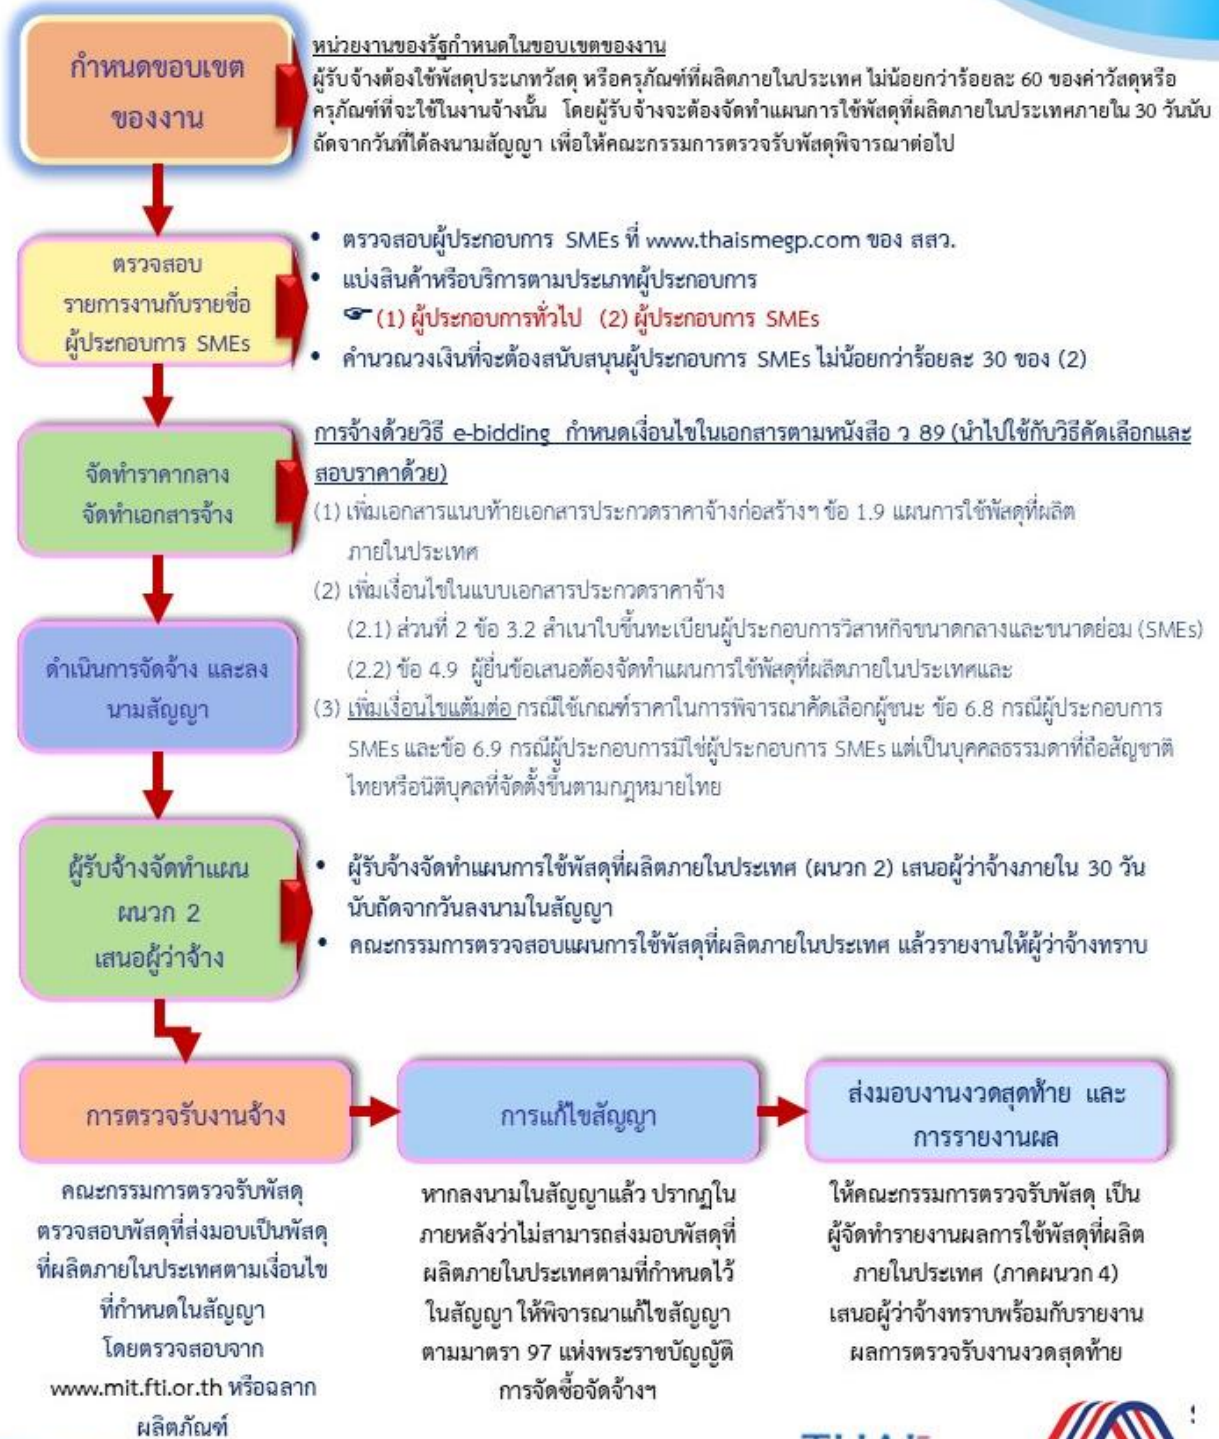 กำหนดขอบเขต
ของงาน
หน่วยงานของรัฐกำหนดในขอบเขตของงาน
ผู้รับจ้างต้องใช้พัสดุประเภทวัสดุ หรือครุภัณฑ์ที่ผลิตภายในประเทศ ไม่น้อยกว่าร้อยละ 60 ของค่าวัสดุหรือ
ครุภัณฑ์ที่จะใช้ในงานจ้างนั้น โดยผู้รับจ้างจะต้องจัดทำแผนการใช้พัสดุที่ผลิตภายในประเทศภายใน 30 วันนับ
ถัดจากวันที่ได้ลงนามสัญญา เพื่อให้คณะกรรมการตรวจรับพัสดุพิจารณาต่อไป
ตรวจสอบ
รายการงานกับรายชื่อ
ผู้ประกอบการ SMEs
• ตรวจสอบผู้ประกอบการ SMEs ที่ www.thaismegp.com ของ สสว.
• แบ่งสินค้าหรือบริการตามประเภทผู้ประกอบการ
☞ (1) ผู้ประกอบการทั่วไป (2) ผู้ประกอบการ SMEs
• คำนวณวงเงินที่จะต้องสนับสนุนผู้ประกอบการ SMEs ไม่น้อยกว่าร้อยละ 30 ของ (2)
จัดทำราคากลาง
จัดทำเอกสารจ้าง
การจ้างด้วยวิธี e-bidding กำหนดเงื่อนไขในเอกสารตามหนังสือ ว 89 (นำไปใช้กับวิธีคัดเลือกและ
สอบราคาด้วย)
(1) เพิ่มเอกสารแนบท้ายเอกสารประกวดราคาจ้างก่อสร้างฯ ข้อ 1.9 แผนการใช้พัสดุที่ผลิต
ภายในประเทศ
(2) เพิ่มเงื่อนไขในแบบเอกสารประกวดราคาจ้าง
(2.1) ส่วนที่ 2 ข้อ 3.2 สำเนาใบขึ้นทะเบียนผู้ประกอบการวิสาหกิจขนาดกลางและขนาดย่อม (SMEs)
(2.2) ข้อ 4.9 ผู้ยื่นข้อเสนอต้องจัดทำแผนการใช้พัสดุที่ผลิตภายในประเทศและ
(3) เพิ่มเงื่อนไขแต้มต่อ กรณีใช้เกณฑ์ราคาในการพิจารณาคัดเลือกผู้ชนะ ข้อ 6.8 กรณีผู้ประกอบการ
SMEs และข้อ 6.9 กรณีผู้ประกอบการมิใช่ผู้ประกอบการ SMEs แต่เป็นบุคคลธรรมดาที่ถือสัญชาติ
ไทยหรือนิติบุคลที่จัดตั้งขึ้นตามกฎหมายไทย
ดำเนินการจัดจ้าง และลง
นามสัญญา
ผู้รับจ้างจัดทำแผน
ผนวก 2
เสนอผู้ว่าจ้าง
• ผู้รับจ้างจัดทำแผนการใช้พัสดุที่ผลิตภายในประเทศ (ผนวก 2) เสนอผู้ว่าจ้างภายใน 30 วัน
นับถัดจากวันลงนามในสัญญา
• คณะกรรมการตรวจสอบแผนการใช้พัสดุที่ผลิตภายในประเทศ แล้วรายงานให้ผู้ว่าจ้างทราบ
การตรวจรับงานจ้าง
คณะกรรมการตรวจรับพัสดุ
ตรวจสอบพัสดุที่ส่งมอบเป็นพัสดุ
ที่ผลิตภายในประเทศตามเงื่อนไข
ที่กำหนดในสัญญา
โดยตรวจสอบจาก
www.mit.fti.or.th หรือฉลาก
ผลิตภัณฑ์
การแก้ไขสัญญา
หากลงนามในสัญญาแล้ว ปรากฏใน
ภายหลังว่าไม่สามารถส่งมอบพัสดุที่
ผลิตภายในประเทศตามที่กำหนดไว้
ในสัญญา ให้พิจารณาแก้ไขสัญญา
ตามมาตรา 97 แห่งพระราชบัญญัติ
การจัดซื้อจัดจ้างฯ
ส่งมอบงานงวดสุดท้าย และ
การรายงานผล
ให้คณะกรรมการตรวจรับพัสดุ เป็น
ผู้จัดทำรายงานผลการใช้พัสดุที่ผลิต
ภายในประเทศ (ภาคผนวก 4)
เสนอผู้ว่าจ้างทราบพร้อมกับรายงาน
ผลการตรวจรับงานงวดสุดท้าย